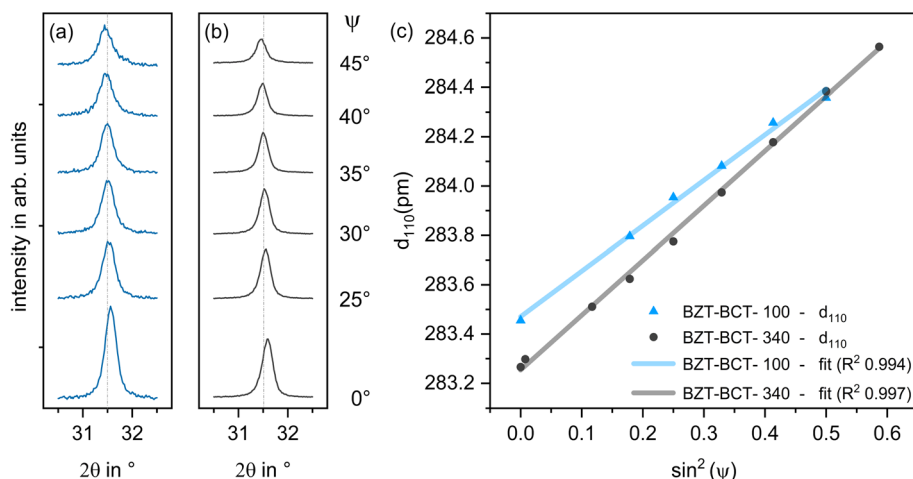 (a)
(b)
ψ
(c)
45°
40°
35°
30°
25°
0°
intensity in arb. units
31
32
31
32
2θ in °
2θ in °
284.6
284.4
284.2
284.0
283.8
283.6
283.4
283.2
d110(pm)
BZT-BCT- 100 - d110
BZT-BCT- 340 - d110
BZT-BCT- 100 - fit (R² 0.994)
BZT-BCT- 340 - fit (R² 0.997)
0.0
0.1
0.2
0.3
0.4
0.5
0.6
sin² (ψ)